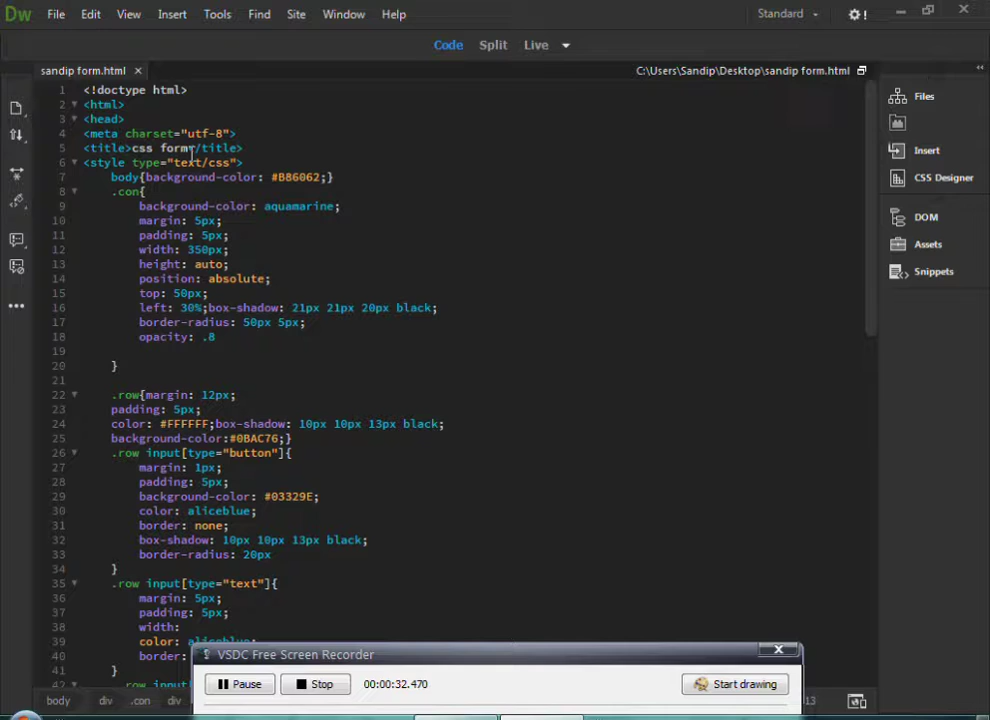 Dw File Edit View Insert Tools Find Site Window Help Standard
Code Split Live
sandip form.html C:\Users\Sandip\Desktop\sandip form.html
1 <!doctype html>
2 <html>
3 <head>
4 <meta charset="utf-8">
5 <title>css form</title>
6 <style type="text/css">
7 body{background-color: #B86062;}
8 .con{
9 background-color: aquamarine;
10 margin: 5px;
11 padding: 5px;
12 width: 350px;
13 height: auto;
14 position: absolute;
15 top: 50px;
16 left: 30%;box-shadow: 21px 21px 20px black;
17 border-radius: 50px 5px;
18 opacity: .8
19
20 }
21
22 .row{margin: 12px;
23 padding: 5px;
24 color: #FFFFFF;box-shadow: 10px 10px 13px black;
25 background-color:#0BAC76;}
26 .row input[type="button"]{
27 margin: 1px;
28 padding: 5px;
29 background-color: #03329E;
30 color: aliceblue;
31 border: none;
32 box-shadow: 10px 10px 13px black;
33 border-radius: 20px
34 }
35 .row input[type="text"]{
36 margin: 5px;
37 padding: 5px;
38 width:
39 color: aliceblue;
40 border:
41 }
42 .row input
Files
Insert
CSS Designer
DOM
Assets
Snippets
VSDC Free Screen Recorder
Pause Stop 00:00:32.470 Start drawing
body div .con div 13